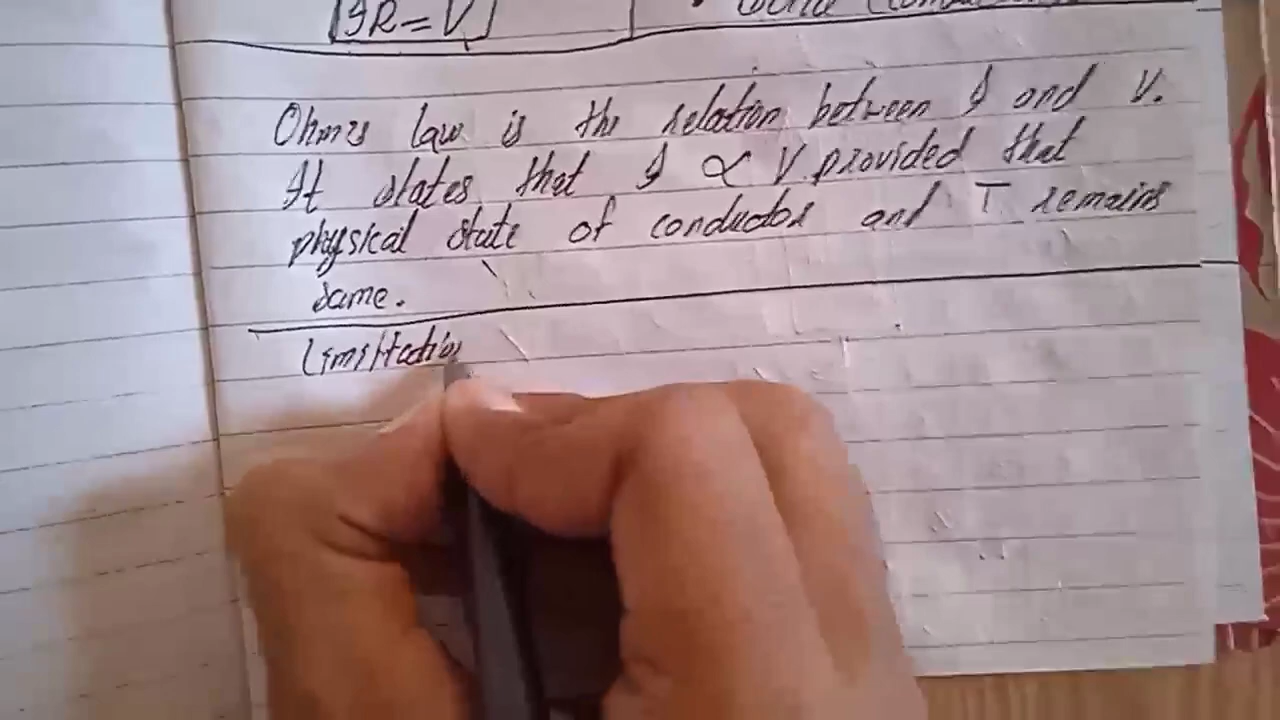 IR = V
Ohm's law is the relation between I and V.
It states that I ∝ V provided that
physical state of conductor and T remains
same.
Limitation